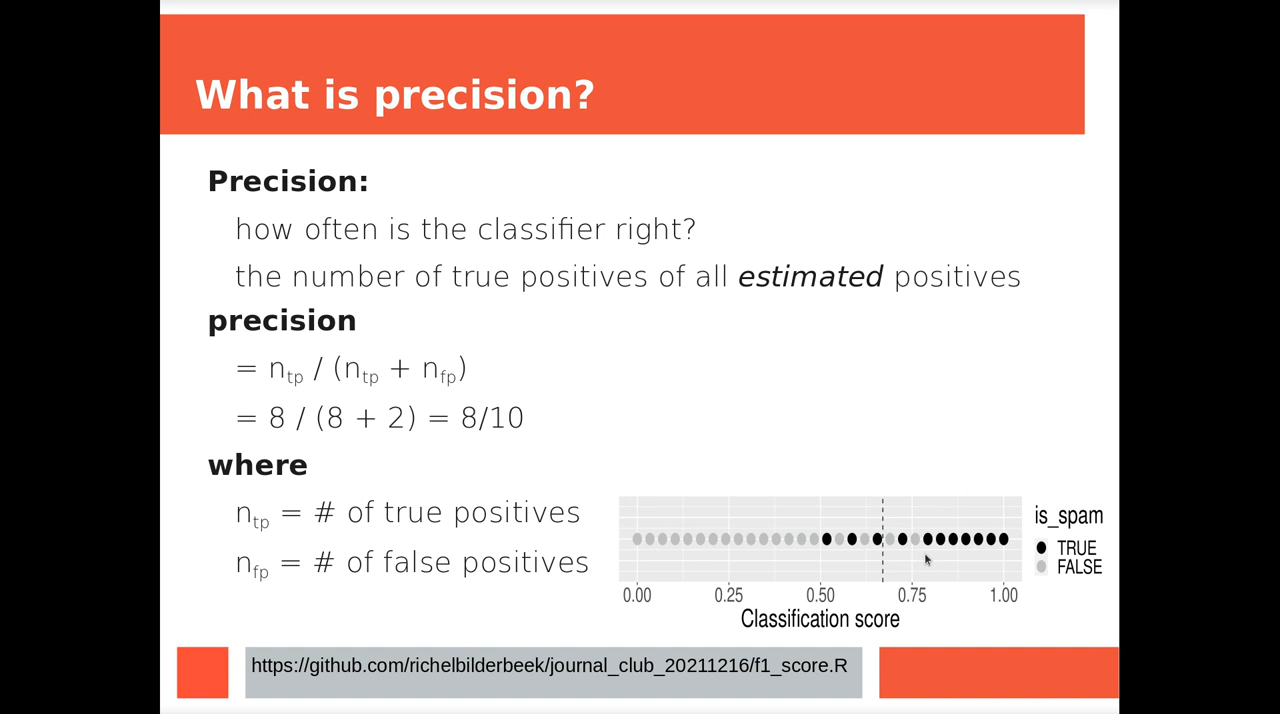 What is precision?
Precision:
how often is the classifier right?
the number of true positives of all estimated positives
precision
= ntp / (ntp + nfp)
= 8 / (8 + 2) = 8/10
where
ntp = # of true positives
nfp = # of false positives
is_spam
TRUE
FALSE
0.00 0.25 0.50 0.75 1.00
Classification score
https://github.com/richelbilderbeek/journal_club_20211216/f1_score.R